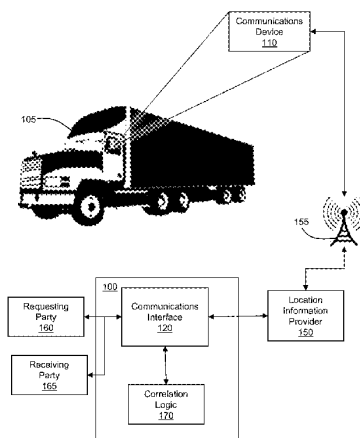 Communications
Device
110
105
155
100
Requesting
Party
160
Communications
Interface
120
Location
Information
Provider
150
Receiving
Party
165
Correlation
Logic
170